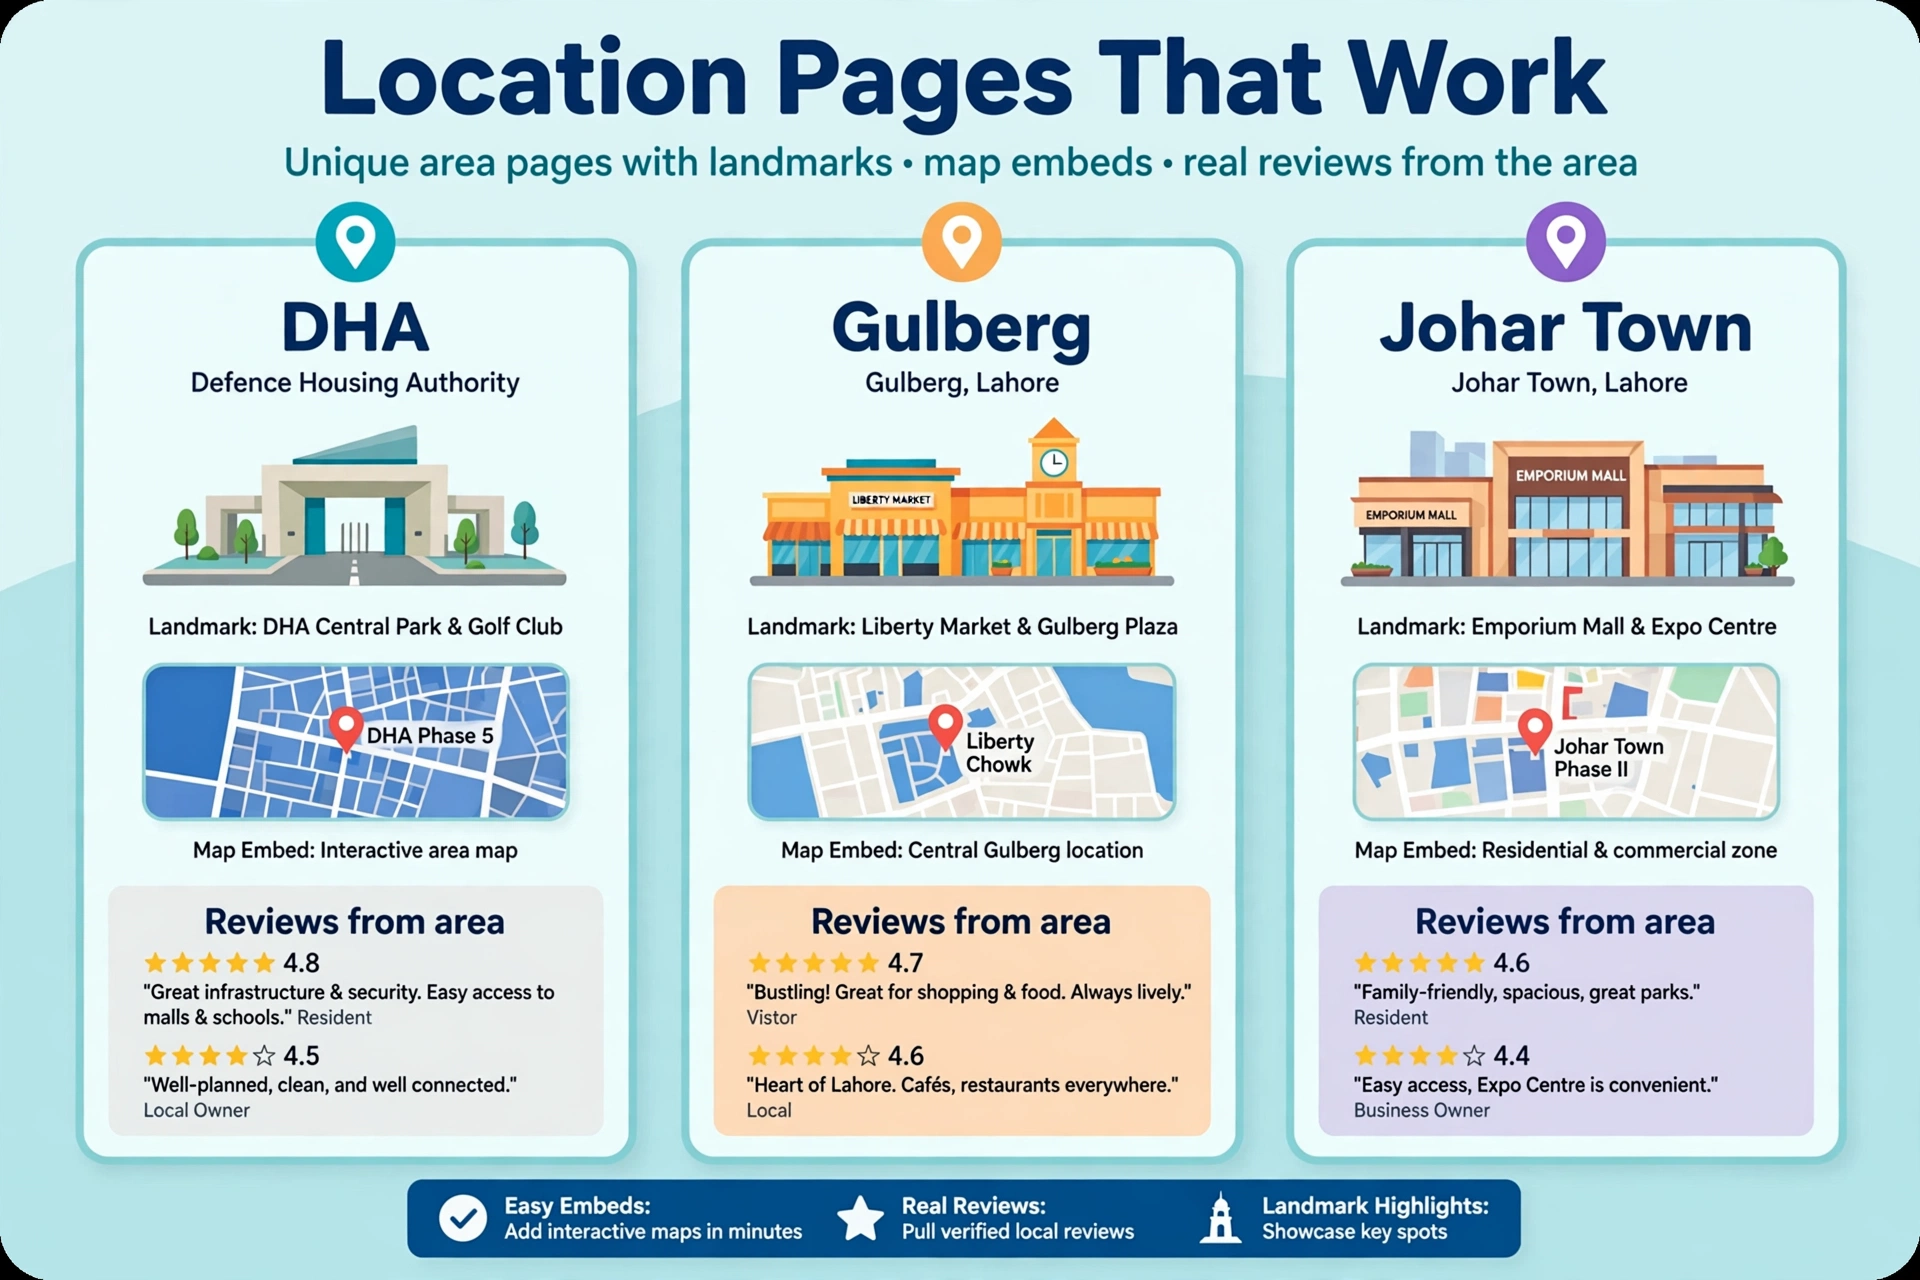 Location Pages That Work
Unique area pages with landmarks • map embeds • real reviews from the area
DHA
Defence Housing Authority
Landmark: DHA Central Park & Golf Club
DHA Phase 5
Map Embed: Interactive area map
Reviews from area
4.8
"Great infrastructure & security. Easy access to
malls & schools." Resident
4.5
"Well-planned, clean, and well connected."
Local Owner
Gulberg
Gulberg, Lahore
LIBERTY MARKET
Landmark: Liberty Market & Gulberg Plaza
Liberty
Chowk
Map Embed: Central Gulberg location
Reviews from area
4.7
"Bustling! Great for shopping & food. Always lively."
Vistor
4.6
"Heart of Lahore. Cafés, restaurants everywhere."
Local
Johar Town
Johar Town, Lahore
EMPORIUM MALL
EMPORIUM MALL
Landmark: Emporium Mall & Expo Centre
Johar Town
Phase II
Map Embed: Residential & commercial zone
Reviews from area
4.6
"Family-friendly, spacious, great parks."
Resident
4.4
"Easy access, Expo Centre is convenient."
Business Owner
Easy Embeds:
Add interactive maps in minutes
Real Reviews:
Pull verified local reviews
Landmark Highlights:
Showcase key spots